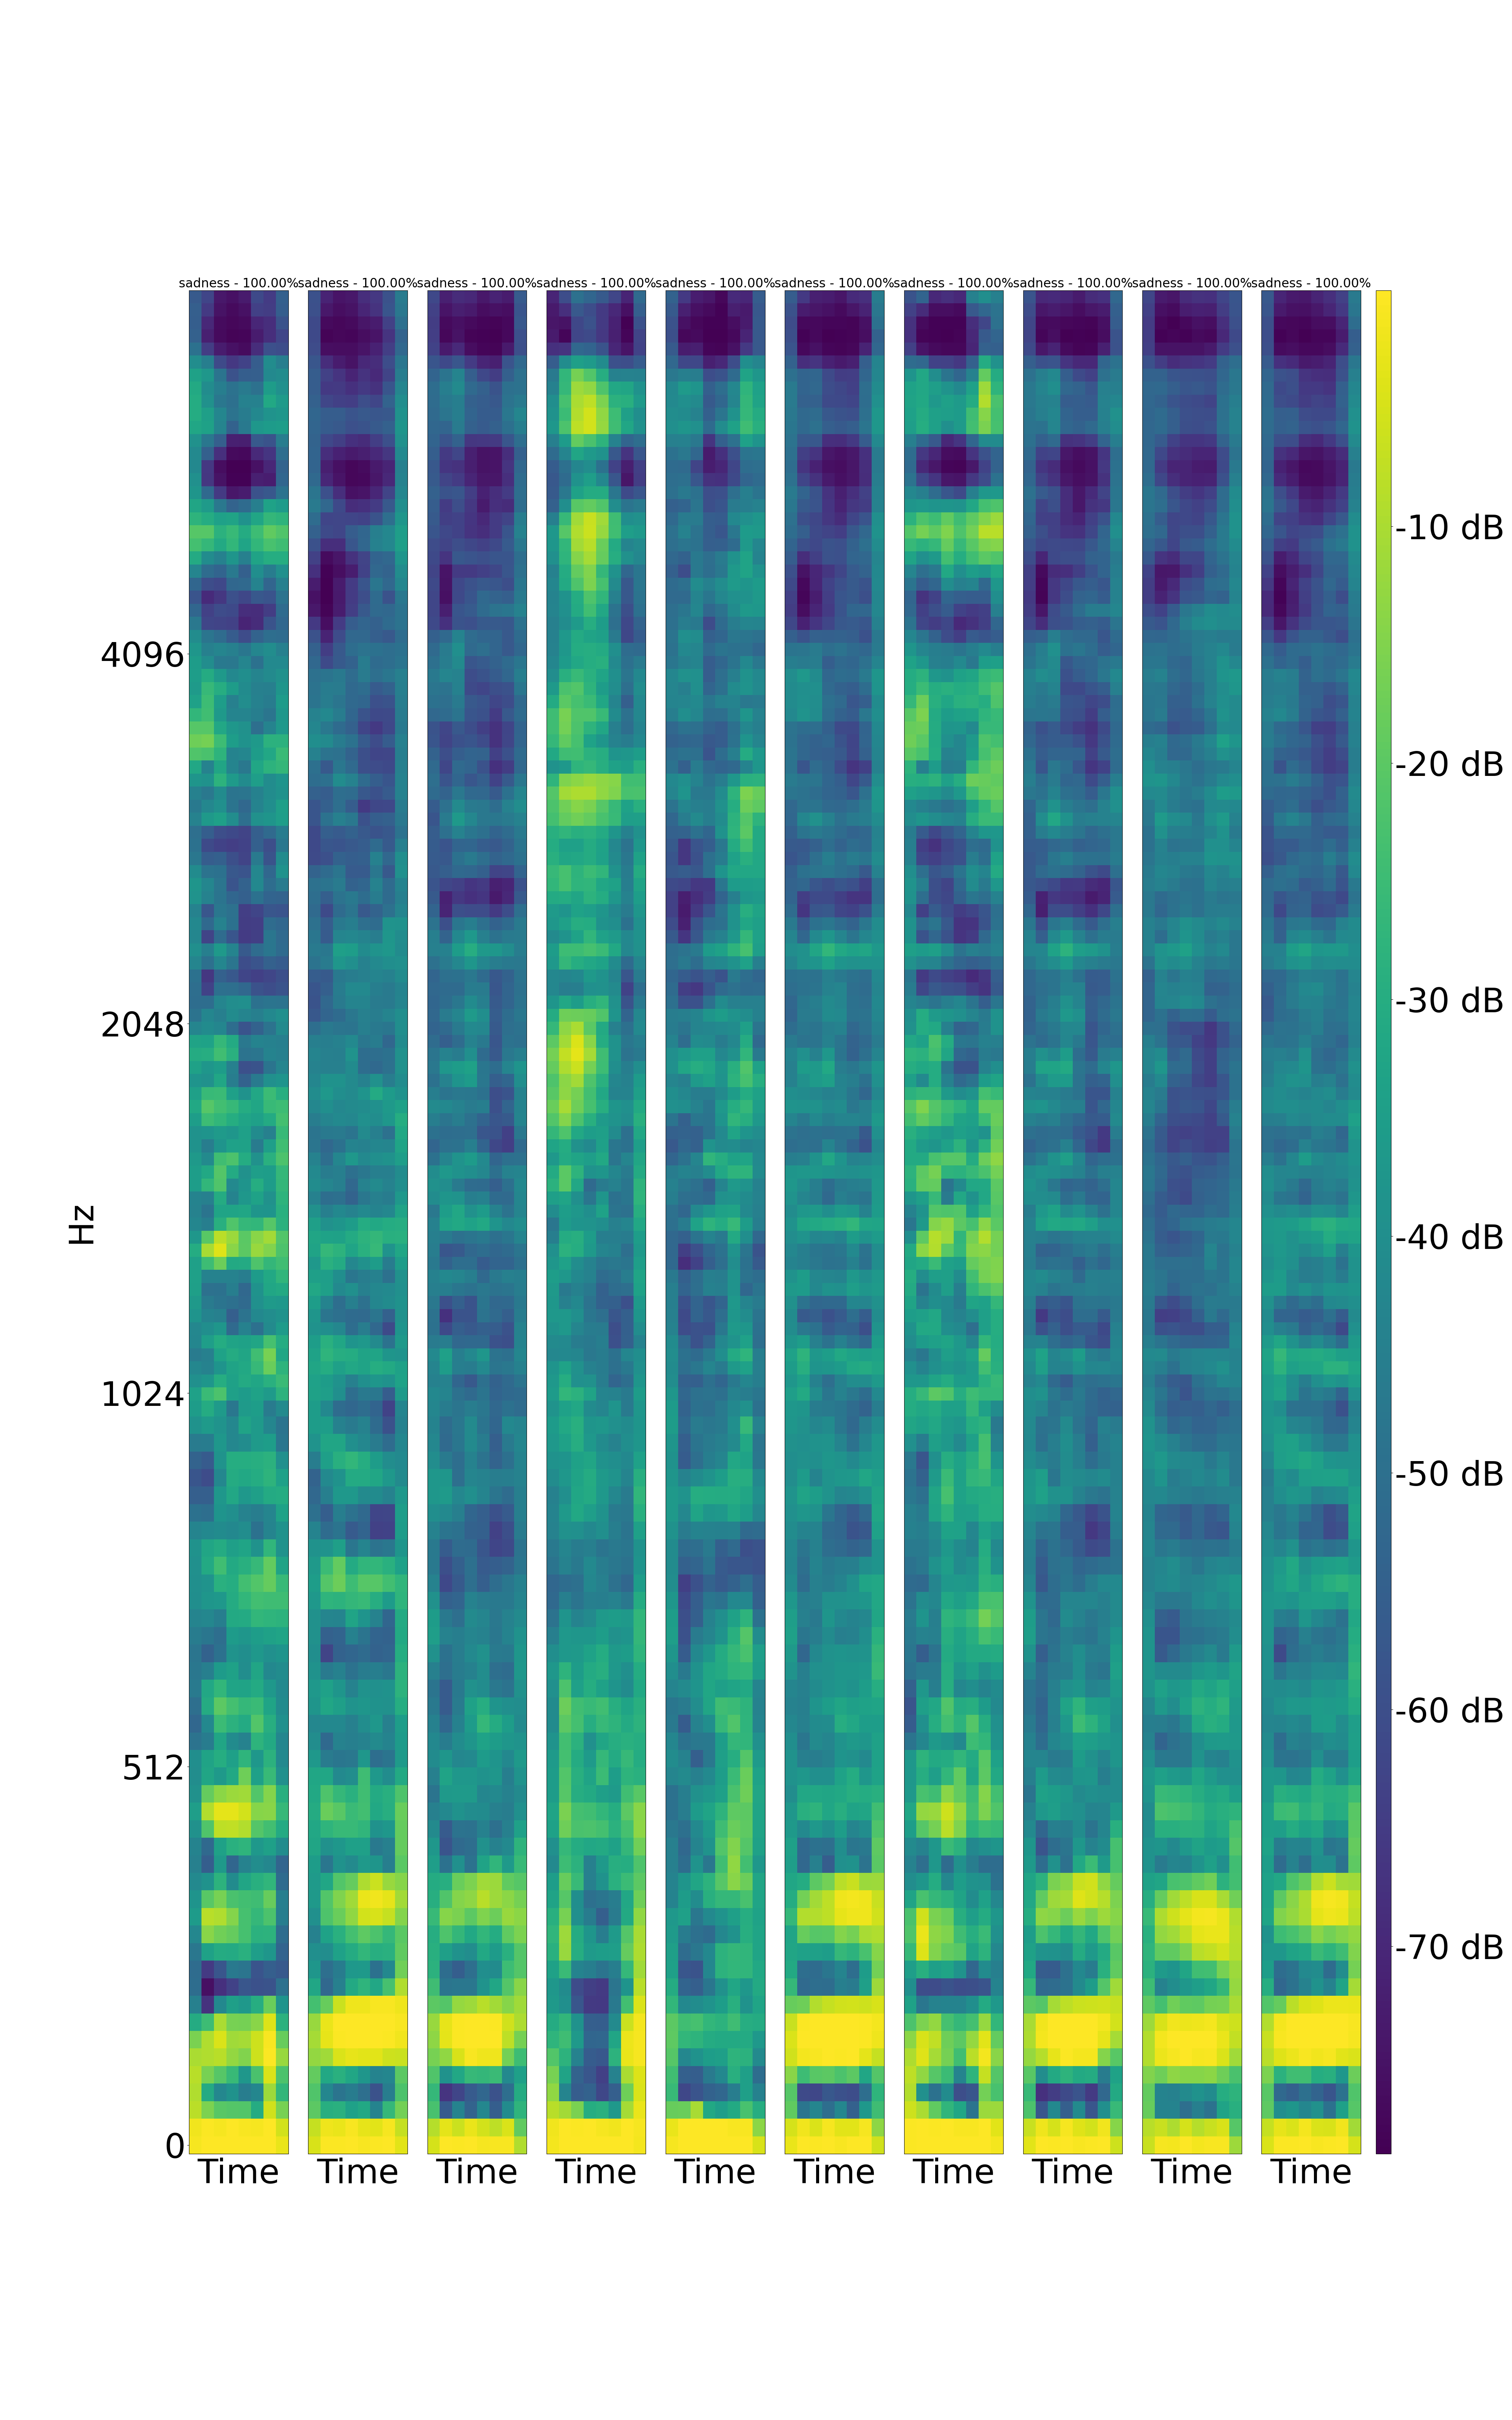 sadness - 100.00% sadness - 100.00% sadness - 100.00% sadness - 100.00% sadness - 100.00% sadness - 100.00% sadness - 100.00% sadness - 100.00% sadness - 100.00% sadness - 100.00%
-10 dB
4096
-20 dB
-30 dB
2048
Hz
-40 dB
1024
-50 dB
-60 dB
512
-70 dB
0
Time Time Time Time Time Time Time Time Time Time